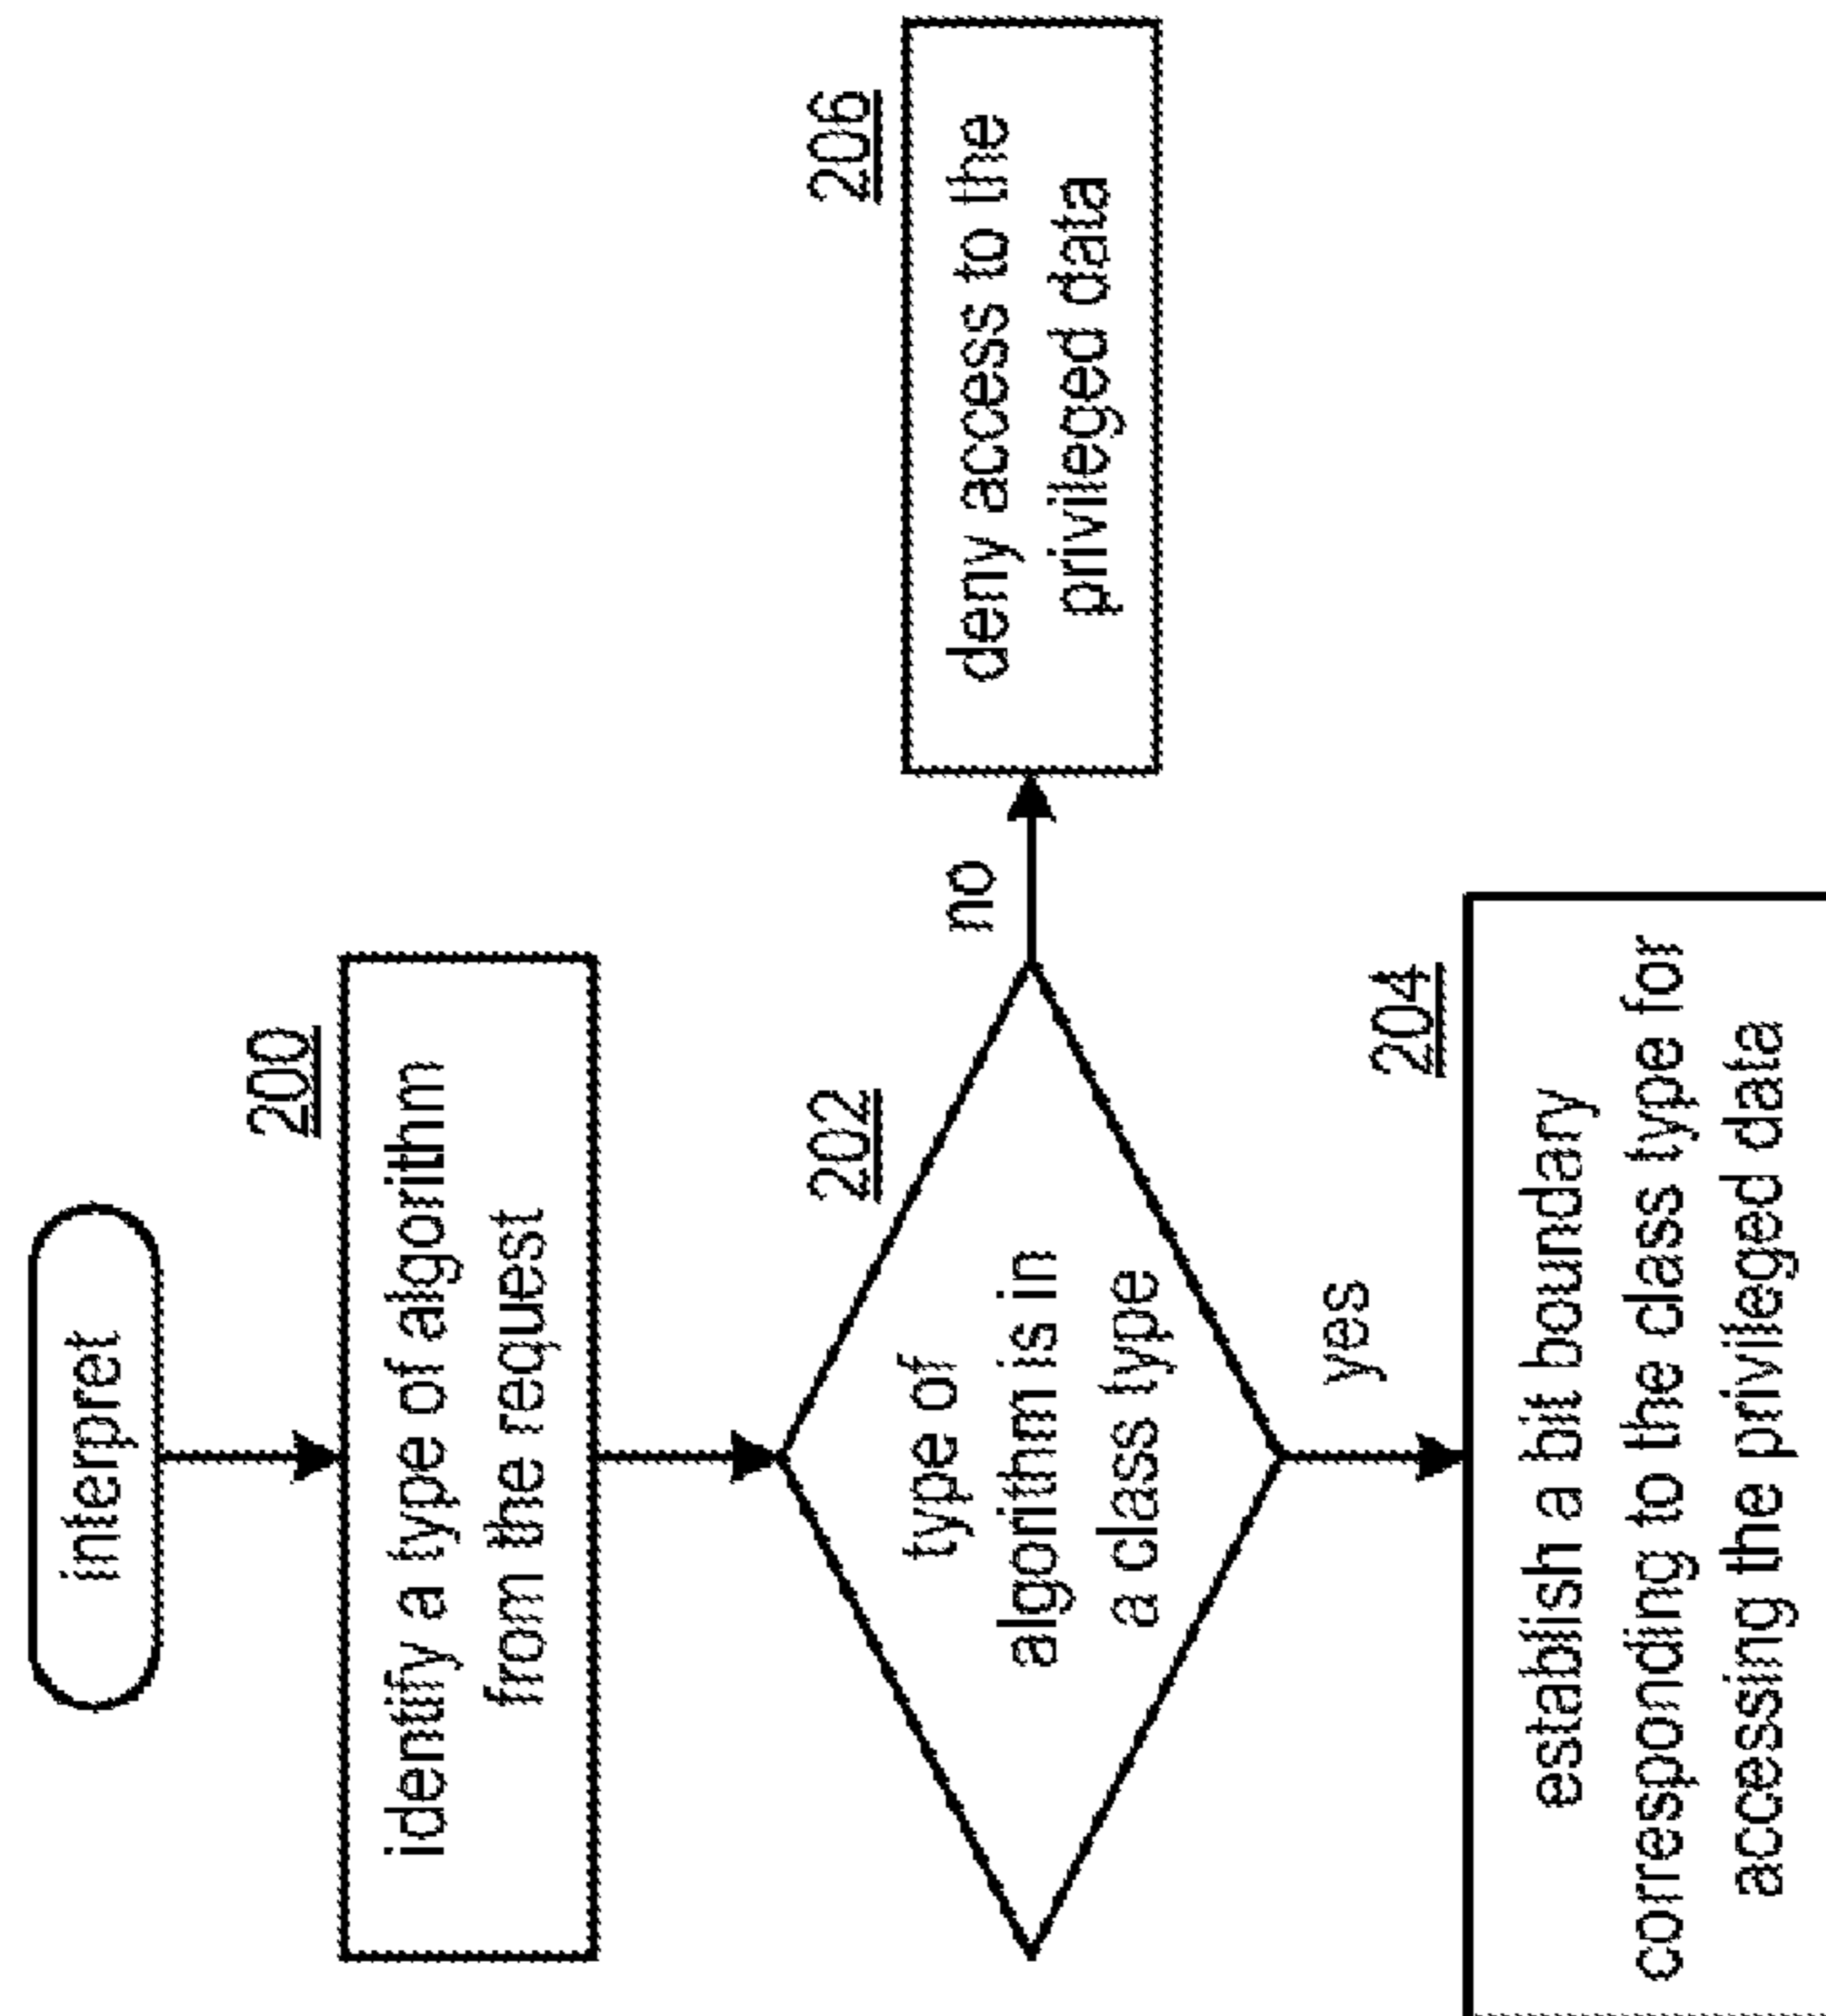 interpret
200
identify a type of algorithm
from the request
202
type of
algorithm is in
a class type
no
206
deny access to the
privileged data
yes
204
establish a bit boundary
corresponding to the class type for
accessing the privileged data